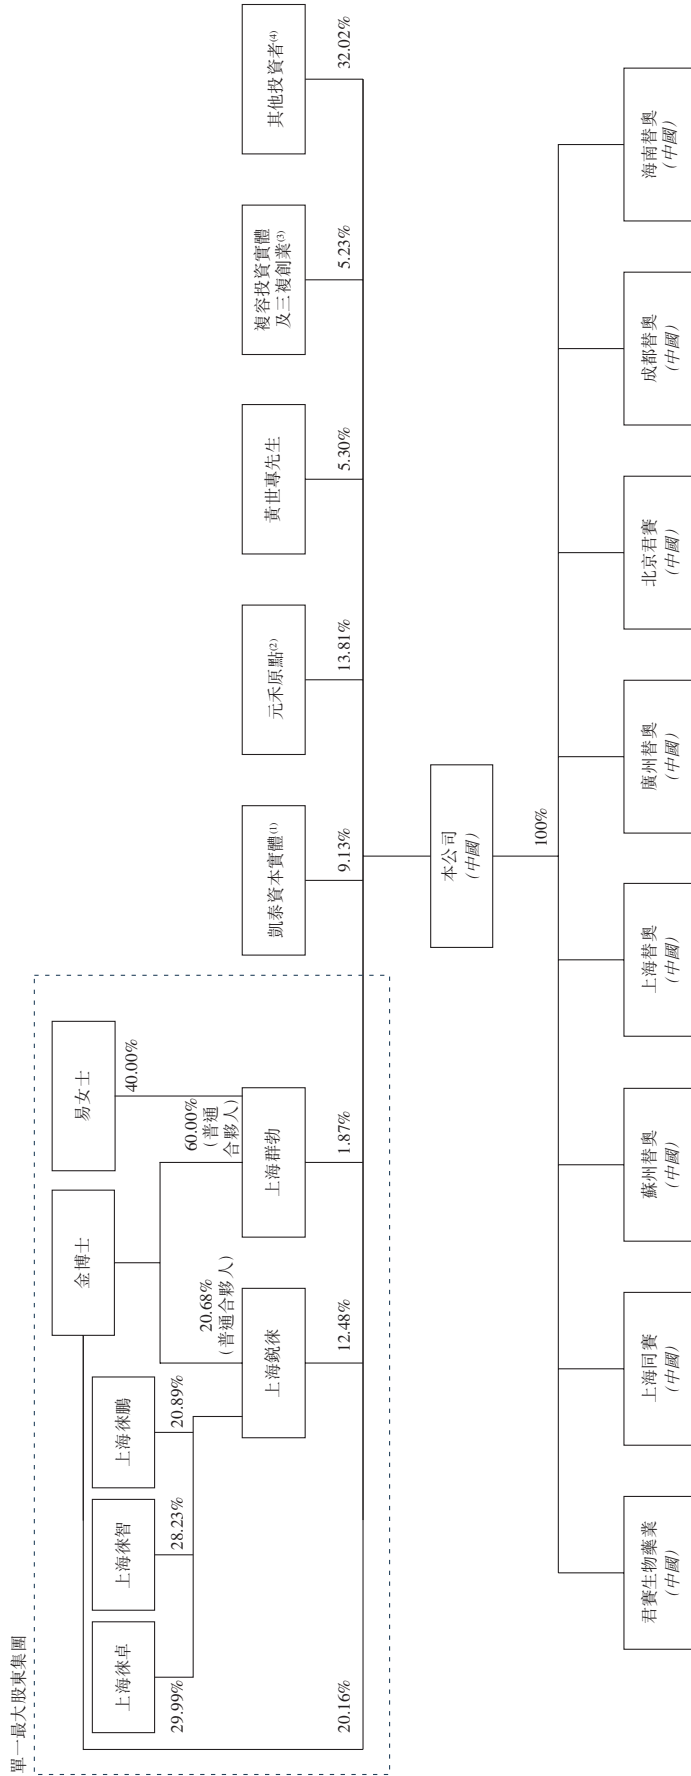 單一最大股東集團
金博士
易女士
40.00%
上海徠卓
上海徠智
上海徠鵬
29.99%
28.23%
20.89%
20.68%
(普通合夥人)
60.00%
(普通
合夥人)
上海銳徠
上海群勃
凱泰資本實體(1)
元禾原點(2)
黃世專先生
複容投資實體
及三複創業(3)
其他投資者(4)
20.16%
12.48%
1.87%
9.13%
13.81%
5.30%
5.23%
32.02%
本公司
(中國)
100%
君賽生物藥業
(中國)
上海同賽
(中國)
蘇州替奧
(中國)
上海替奧
(中國)
廣州替奧
(中國)
北京君賽
(中國)
成都替奧
(中國)
海南替奧
(中國)